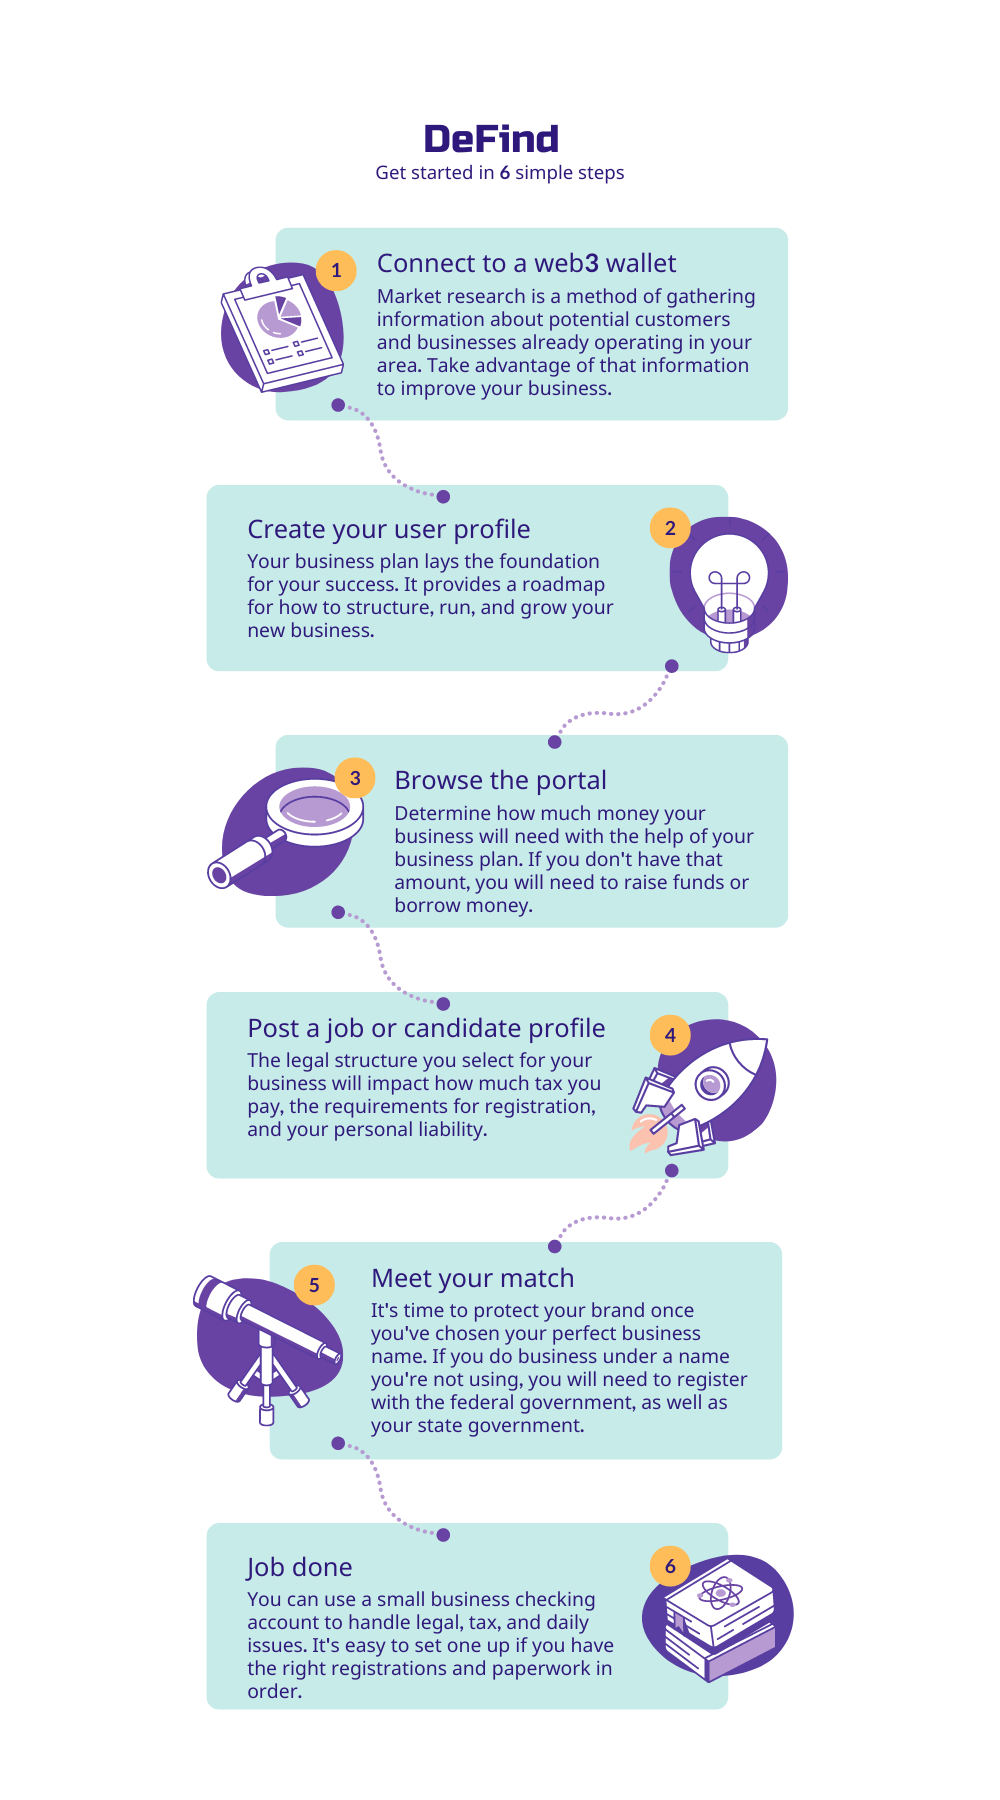 DeFind
Get started in 6 simple steps
1
Connect to a web3 wallet
Market research is a method of gathering
information about potential customers
and businesses already operating in your
area. Take advantage of that information
to improve your business.
2
Create your user profile
Your business plan lays the foundation
for your success. It provides a roadmap
for how to structure, run, and grow your
new business.
3
Browse the portal
Determine how much money your
business will need with the help of your
business plan. If you don't have that
amount, you will need to raise funds or
borrow money.
4
Post a job or candidate profile
The legal structure you select for your
business will impact how much tax you
pay, the requirements for registration,
and your personal liability.
5
Meet your match
It's time to protect your brand once
you've chosen your perfect business
name. If you do business under a name
you're not using, you will need to register
with the federal government, as well as
your state government.
6
Job done
You can use a small business checking
account to handle legal, tax, and daily
issues. It's easy to set one up if you have
the right registrations and paperwork in
order.